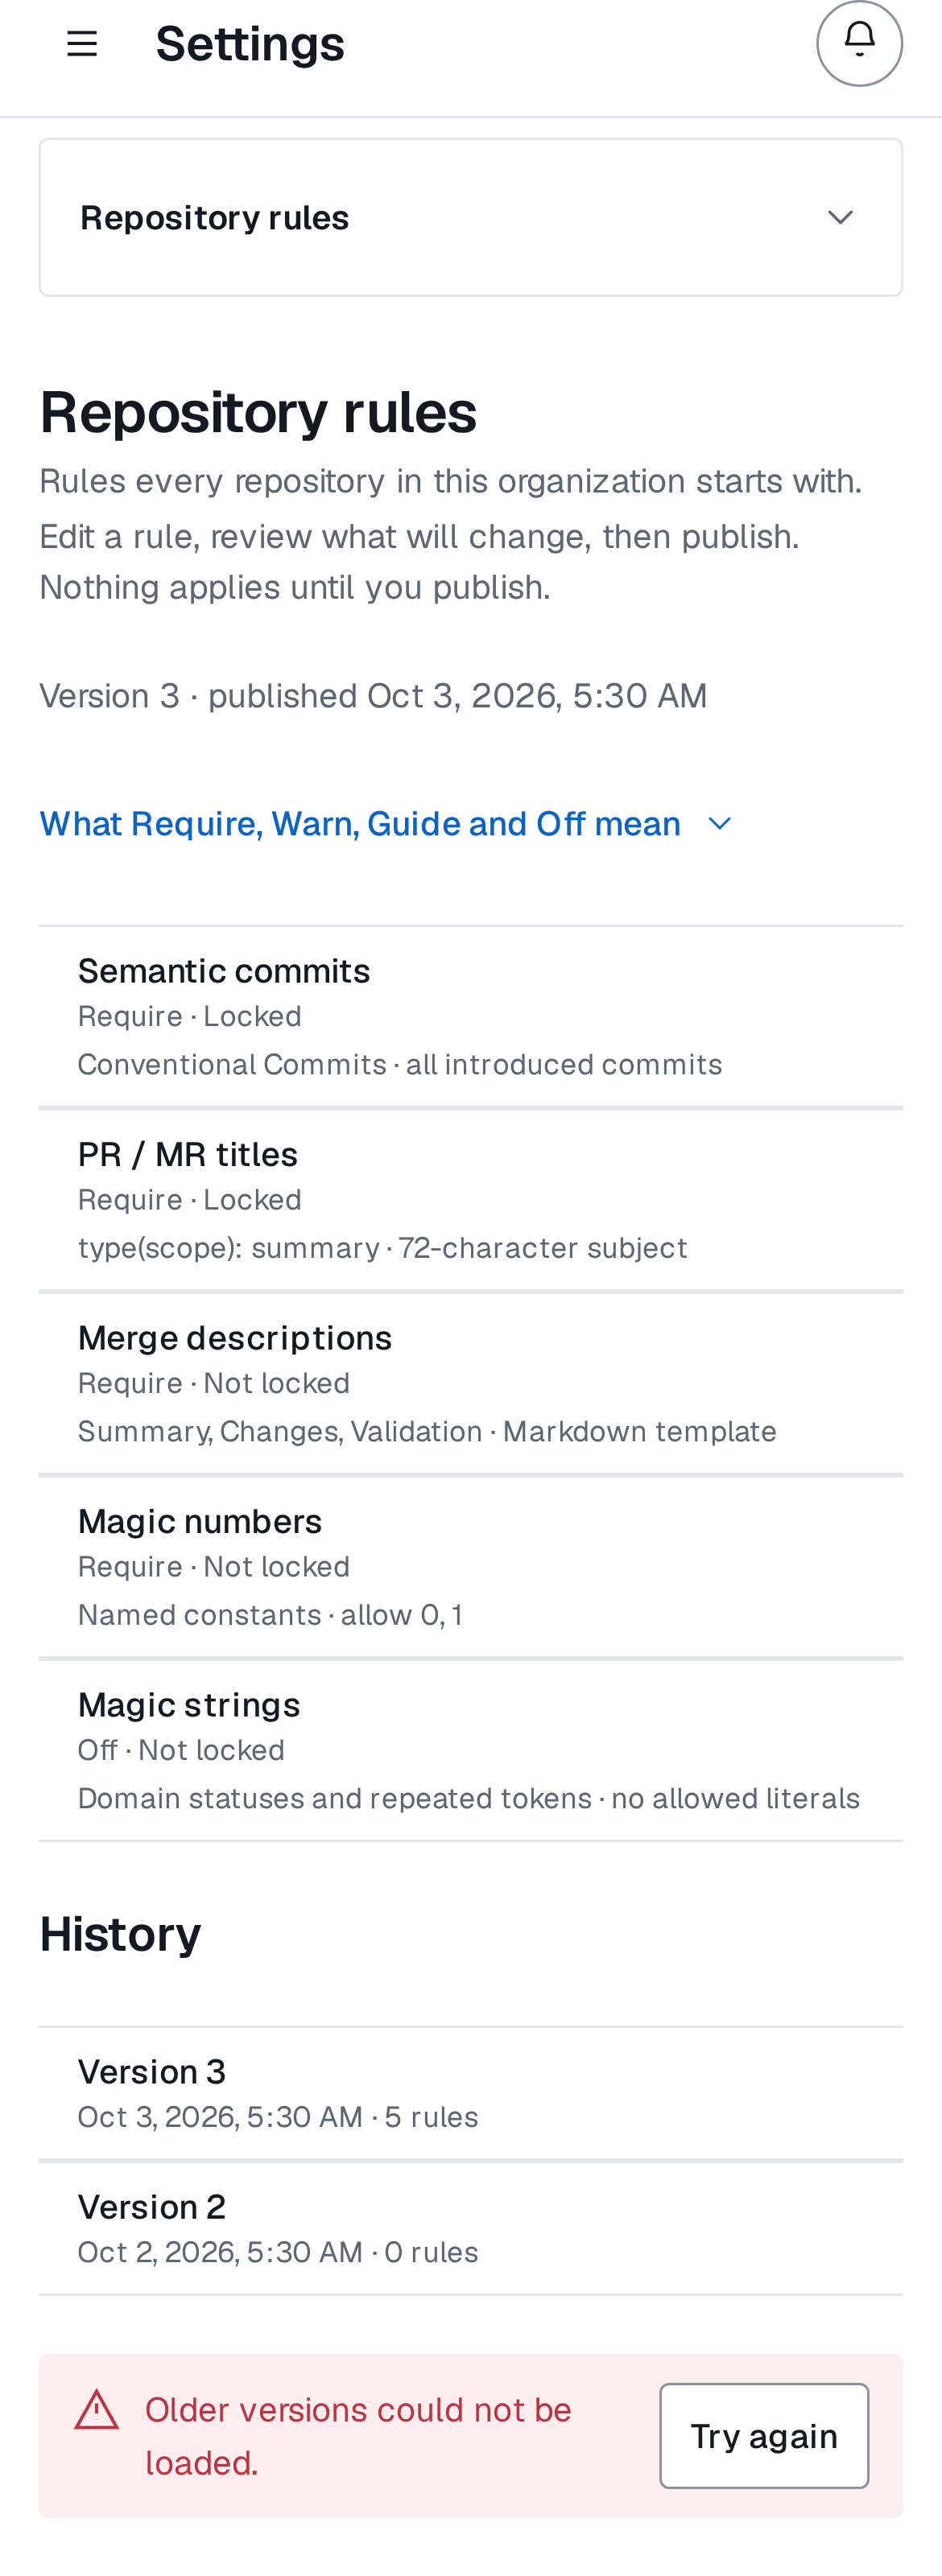 Settings
Repository rules
Repository rules
Rules every repository in this organization starts with.
Edit a rule, review what will change, then publish.
Nothing applies until you publish.
Version 3 · published Oct 3, 2026, 5:30 AM
What Require, Warn, Guide and Off mean
Semantic commits
Require · Locked
Conventional Commits · all introduced commits
PR / MR titles
Require · Locked
type(scope): summary · 72-character subject
Merge descriptions
Require · Not locked
Summary, Changes, Validation · Markdown template
Magic numbers
Require · Not locked
Named constants · allow 0, 1
Magic strings
Off · Not locked
Domain statuses and repeated tokens · no allowed literals
History
Version 3
Oct 3, 2026, 5:30 AM · 5 rules
Version 2
Oct 2, 2026, 5:30 AM · 0 rules
Older versions could not be
loaded.
Try again